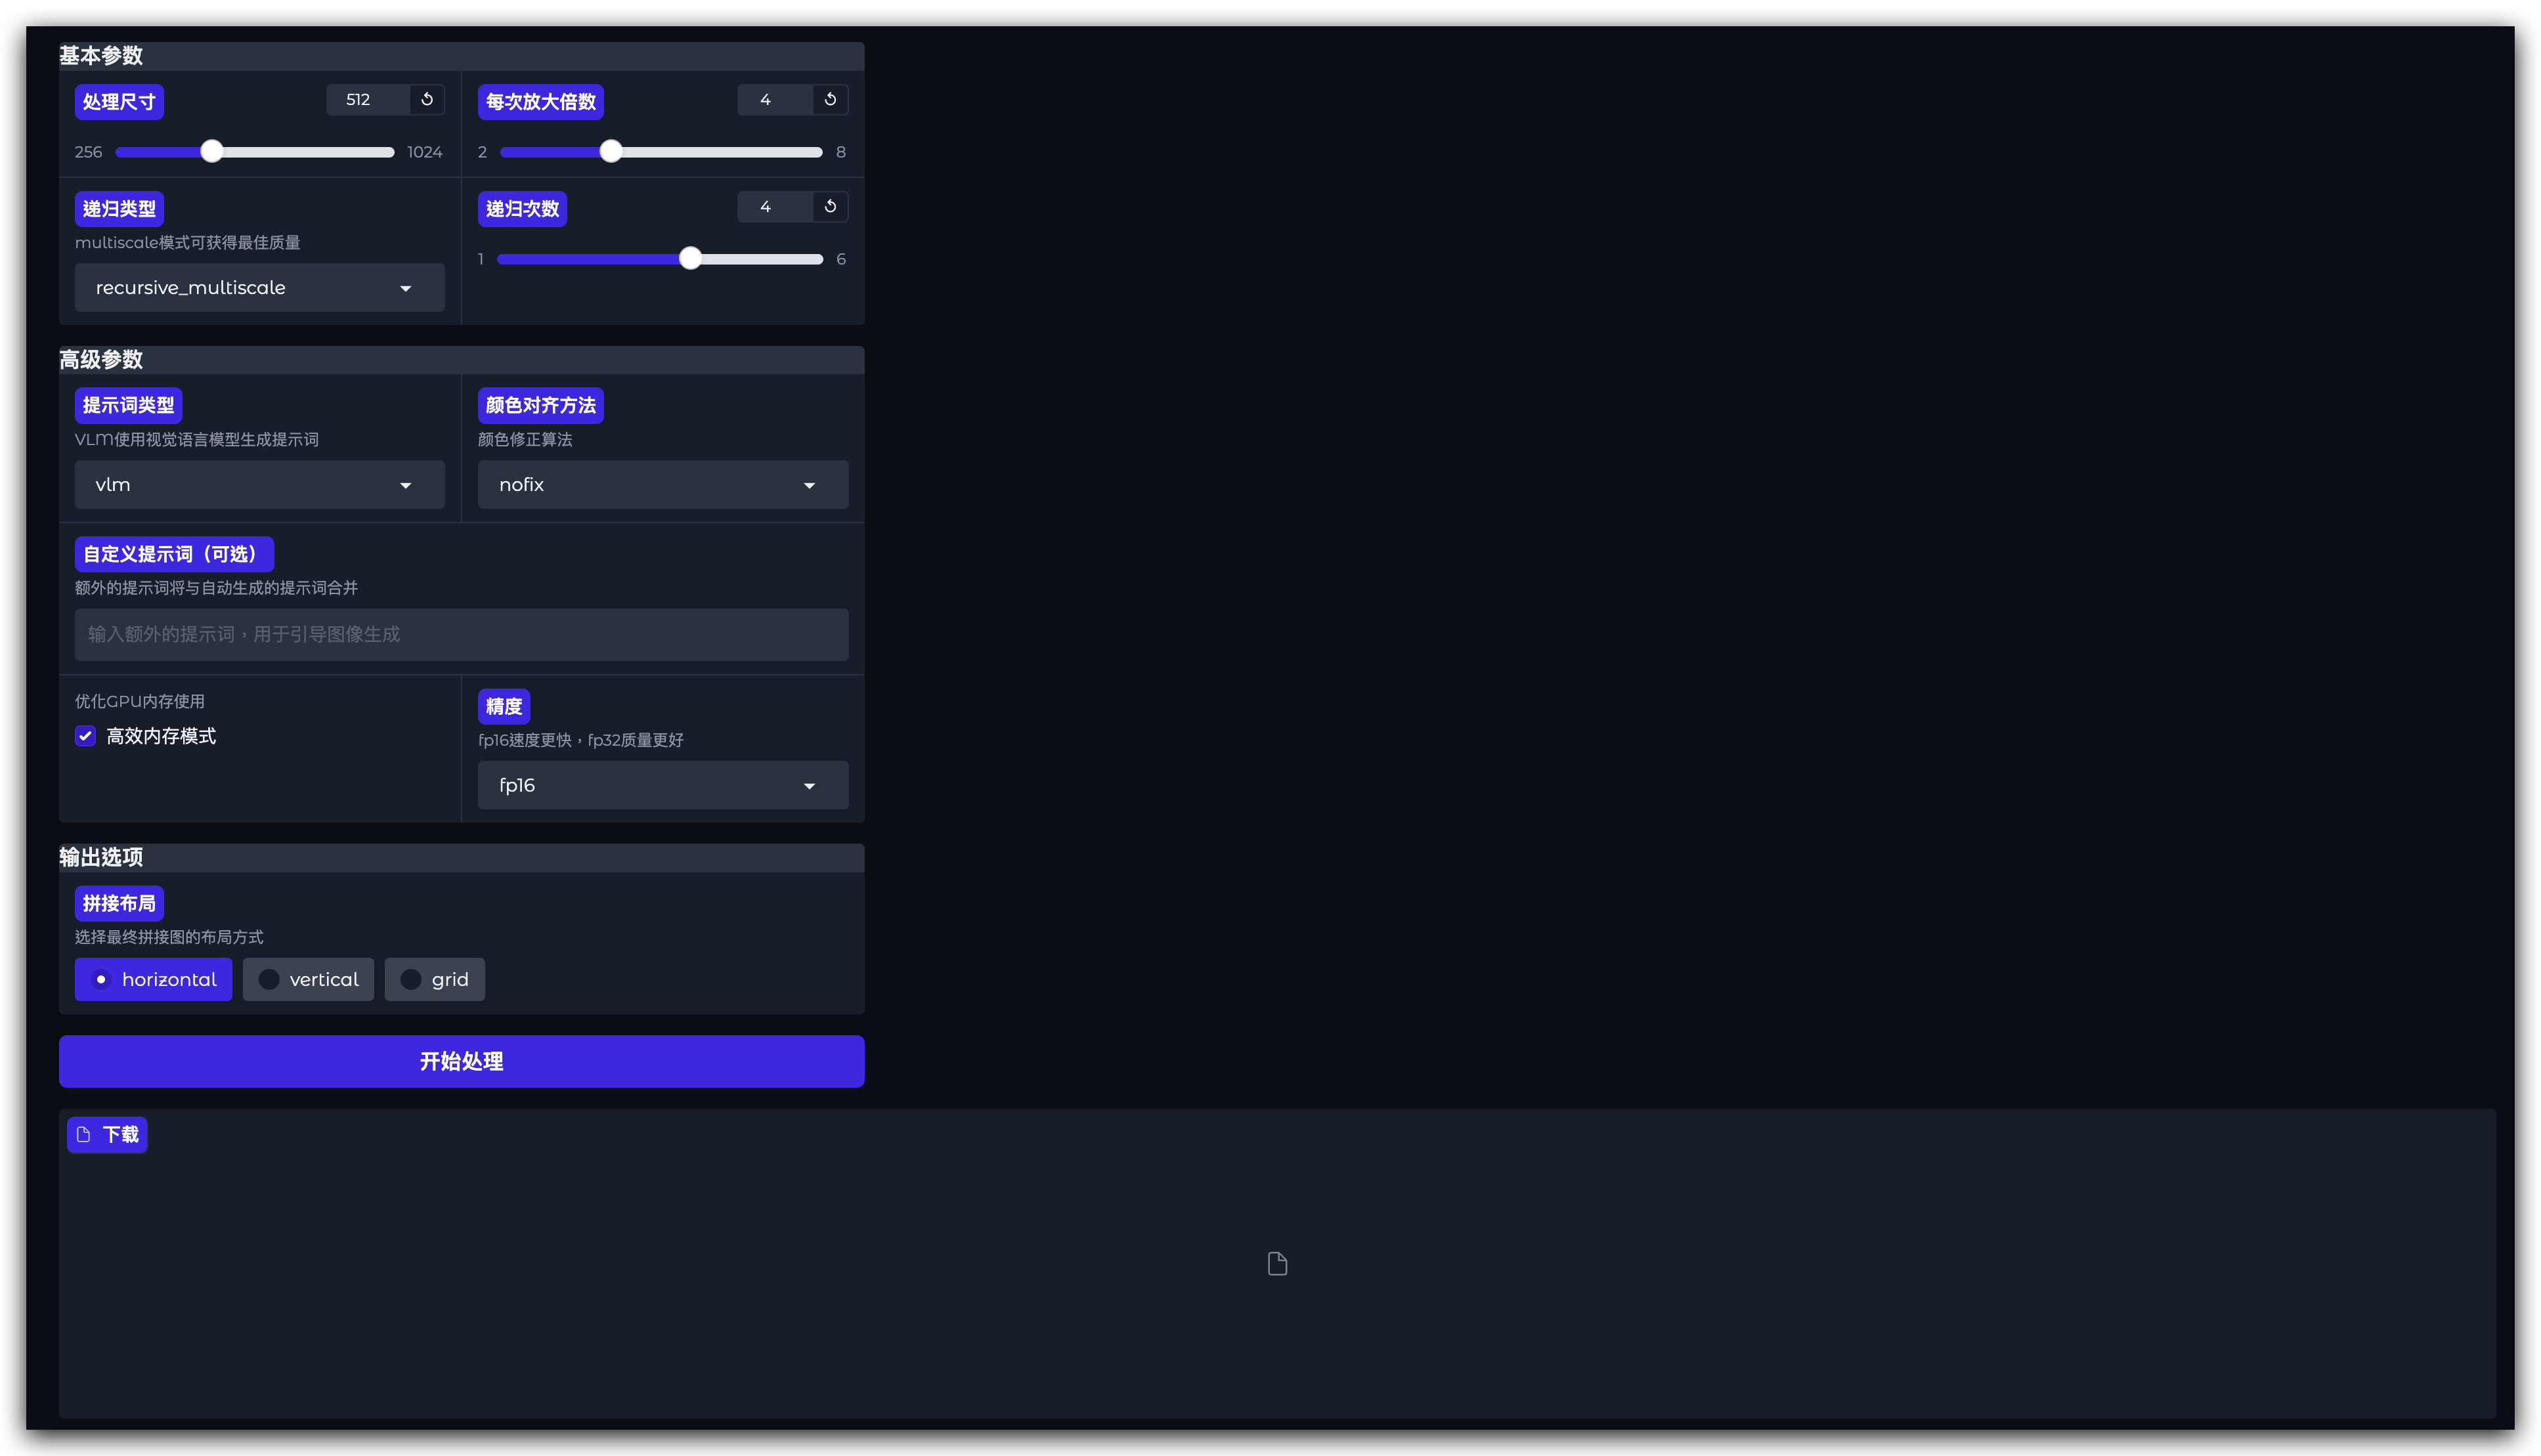 基本参数
处理尺寸
512
256
1024
每次放大倍数
4
2
8
递归类型
multiscale模式可获得最佳质量
recursive_multiscale
递归次数
4
1
6
高级参数
提示词类型
VLM使用视觉语言模型生成提示词
vlm
颜色对齐方法
颜色修正算法
nofix
自定义提示词（可选）
额外的提示词将与自动生成的提示词合并
输入额外的提示词，用于引导图像生成
优化GPU内存使用
高效内存模式
精度
fp16速度更快，fp32质量更好
fp16
输出选项
拼接布局
选择最终拼接图的布局方式
horizontal
vertical
grid
开始处理
下载